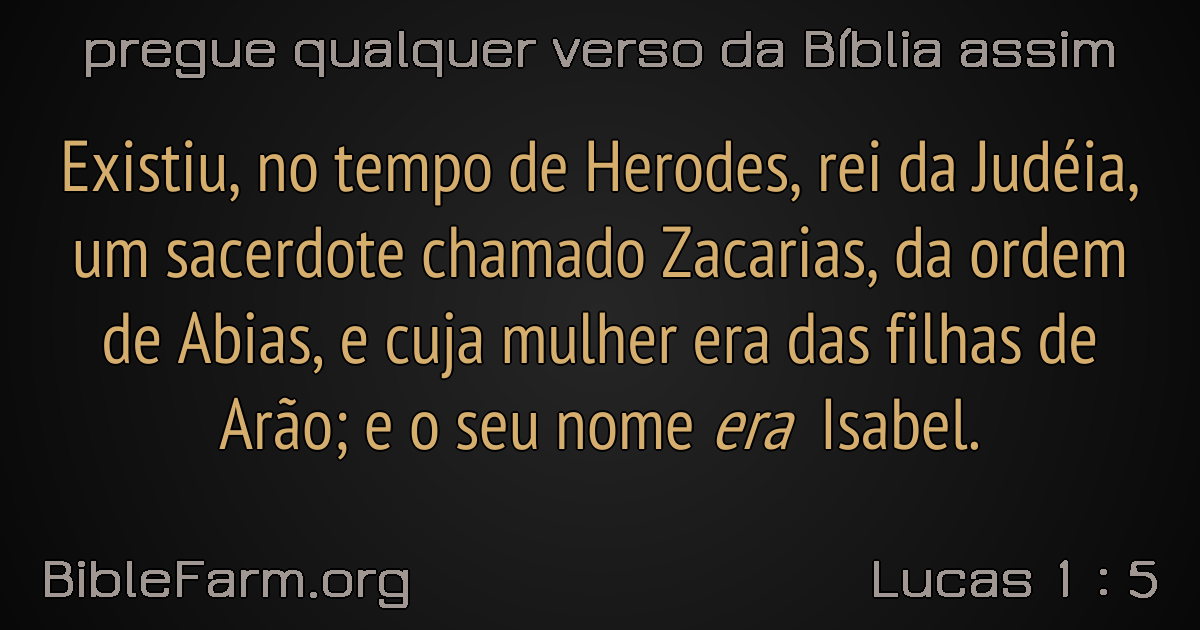 pregue qualquer verso da Bíblia assim
Existiu, no tempo de Herodes, rei da Judéia,
um sacerdote chamado Zacarias, da ordem
de Abias, e cuja mulher era das filhas de
Arão; e o seu nome era Isabel.
BibleFarm.org
Lucas 1 : 5